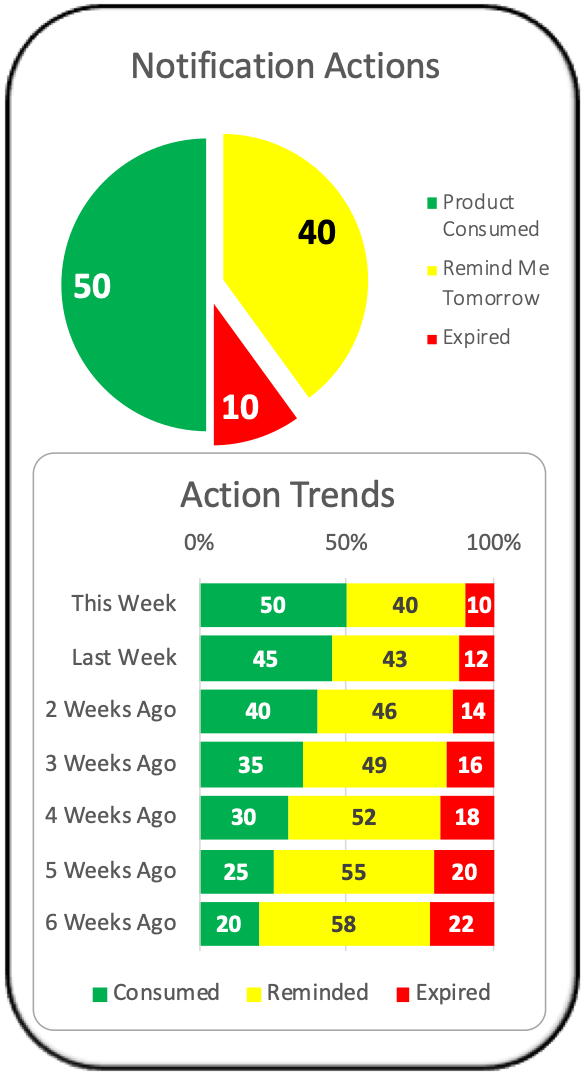 Notification Actions
50
40
10
Product
Consumed
Remind Me
Tomorrow
Expired
Action Trends
0% 50% 100%
This Week 50 40 10
Last Week 45 43 12
2 Weeks Ago 40 46 14
3 Weeks Ago 35 49 16
4 Weeks Ago 30 52 18
5 Weeks Ago 25 55 20
6 Weeks Ago 20 58 22
Consumed Reminded Expired